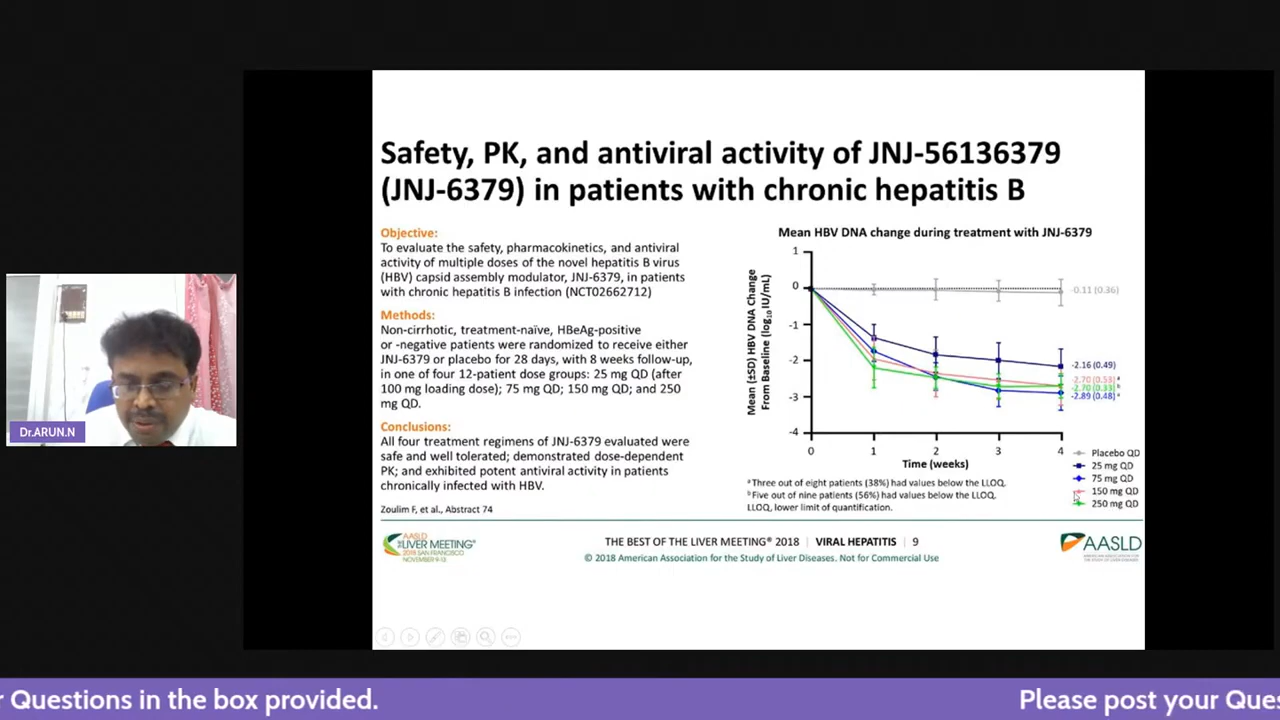 Safety, PK, and antiviral activity of JNJ-56136379
(JNJ-6379) in patients with chronic hepatitis B
Objective:
To evaluate the safety, pharmacokinetics, and antiviral
activity of multiple doses of the novel hepatitis B virus
(HBV) capsid assembly modulator, JNJ-6379, in patients
with chronic hepatitis B infection (NCT02662712)
Methods:
Non-cirrhotic, treatment-naïve, HBeAg-positive
or -negative patients were randomized to receive either
JNJ-6379 or placebo for 28 days, with 8 weeks follow-up,
in one of four 12-patient dose groups: 25 mg QD (after
100 mg loading dose); 75 mg QD; 150 mg QD; and 250
mg QD.
Conclusions:
All four treatment regimens of JNJ-6379 evaluated were
safe and well tolerated; demonstrated dose-dependent
PK; and exhibited potent antiviral activity in patients
chronically infected with HBV.
Zoulim F, et al., Abstract 74
Mean HBV DNA change during treatment with JNJ-6379
Mean (±SD) HBV DNA Change
From Baseline (log10 IU/mL)
1
0
-1
-2
-3
-4
-0.11 (0.36)
-2.16 (0.49)
-2.70 (0.53) a
-2.70 (0.33) b
-2.89 (0.48) a
0 1 2 3 4
Time (weeks)
Placebo QD
25 mg QD
75 mg QD
150 mg QD
250 mg QD
a Three out of eight patients (38%) had values below the LLOQ.
b Five out of nine patients (56%) had values below the LLOQ.
LLOQ, lower limit of quantification.
AASLD
THE LIVER MEETING®
2018 SAN FRANCISCO
NOVEMBER 9-13
THE BEST OF THE LIVER MEETING® 2018 | VIRAL HEPATITIS | 9
© 2018 American Association for the Study of Liver Diseases. Not for Commercial Use
AASLD
Dr.ARUN.N
r Questions in the box provided.
Please post your Ques